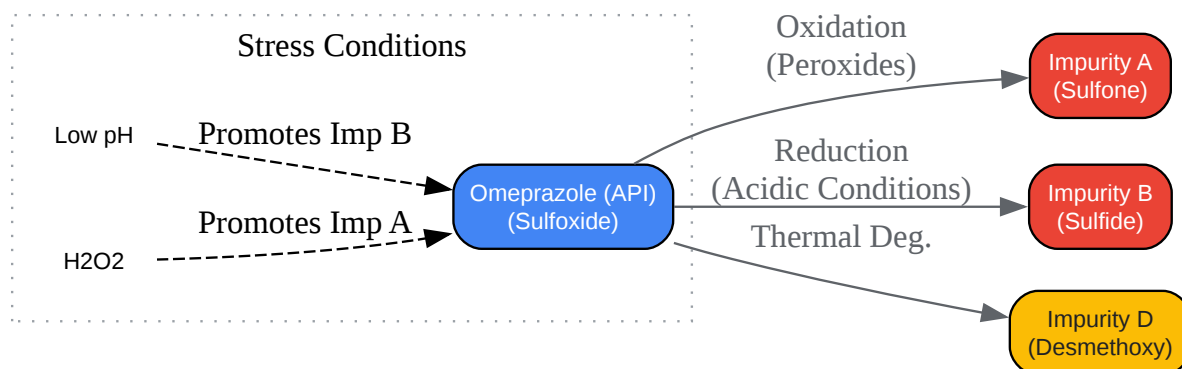 Stress Conditions
Low pH
Promotes Imp B
H2O2
Promotes Imp A
Omeprazole (API)
(Sulfoxide)
Oxidation
(Peroxides)
Reduction
(Acidic Conditions)
Thermal Deg.
Impurity A
(Sulfone)
Impurity B
(Sulfide)
Impurity D
(Desmethoxy)